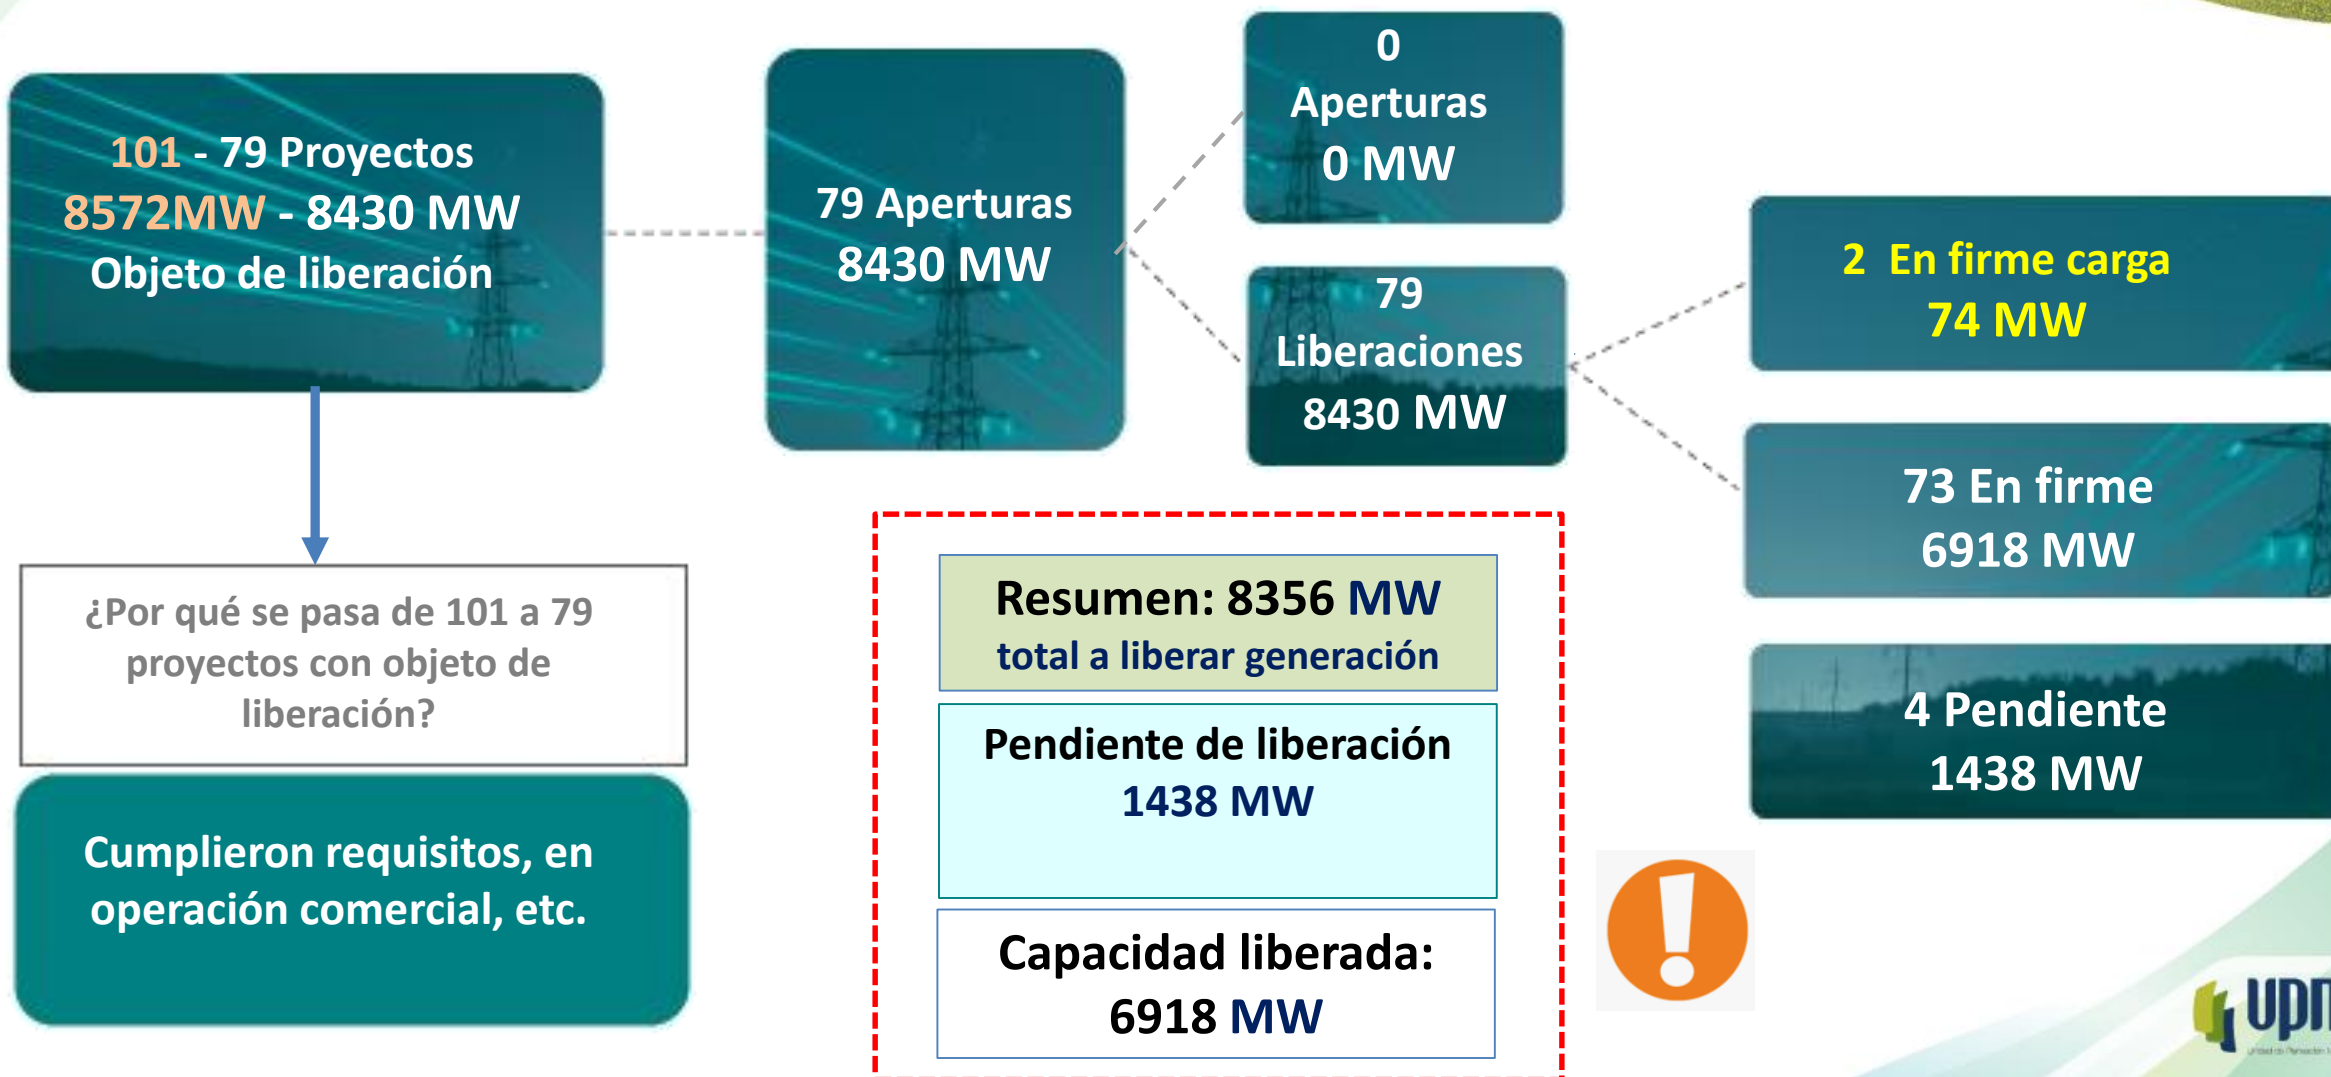 101 - 79 Proyectos
8572MW - 8430 MW
Objeto de liberación
¿Por qué se pasa de 101 a 79
proyectos con objeto de
liberación?
Cumplieron requisitos, en
operación comercial, etc.
79 Aperturas
8430 MW
0
Aperturas
0 MW
79
Liberaciones
8430 MW
2 En firme carga
74 MW
73 En firme
6918 MW
4 Pendiente
1438 MW
Resumen: 8356 MW
total a liberar generación
Pendiente de liberación
1438 MW
Capacidad liberada:
6918 MW